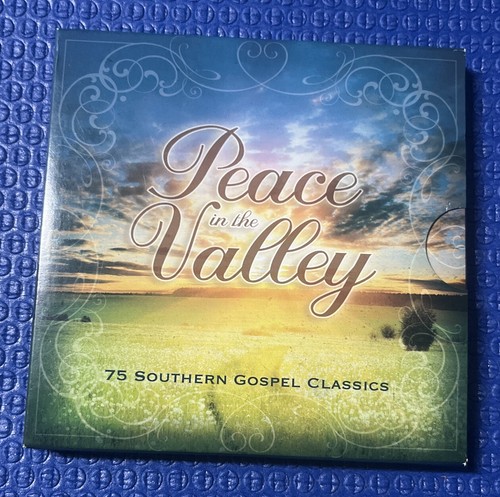 Peace
in the
Valley
75 SOUTHERN GOSPEL CLASSICS